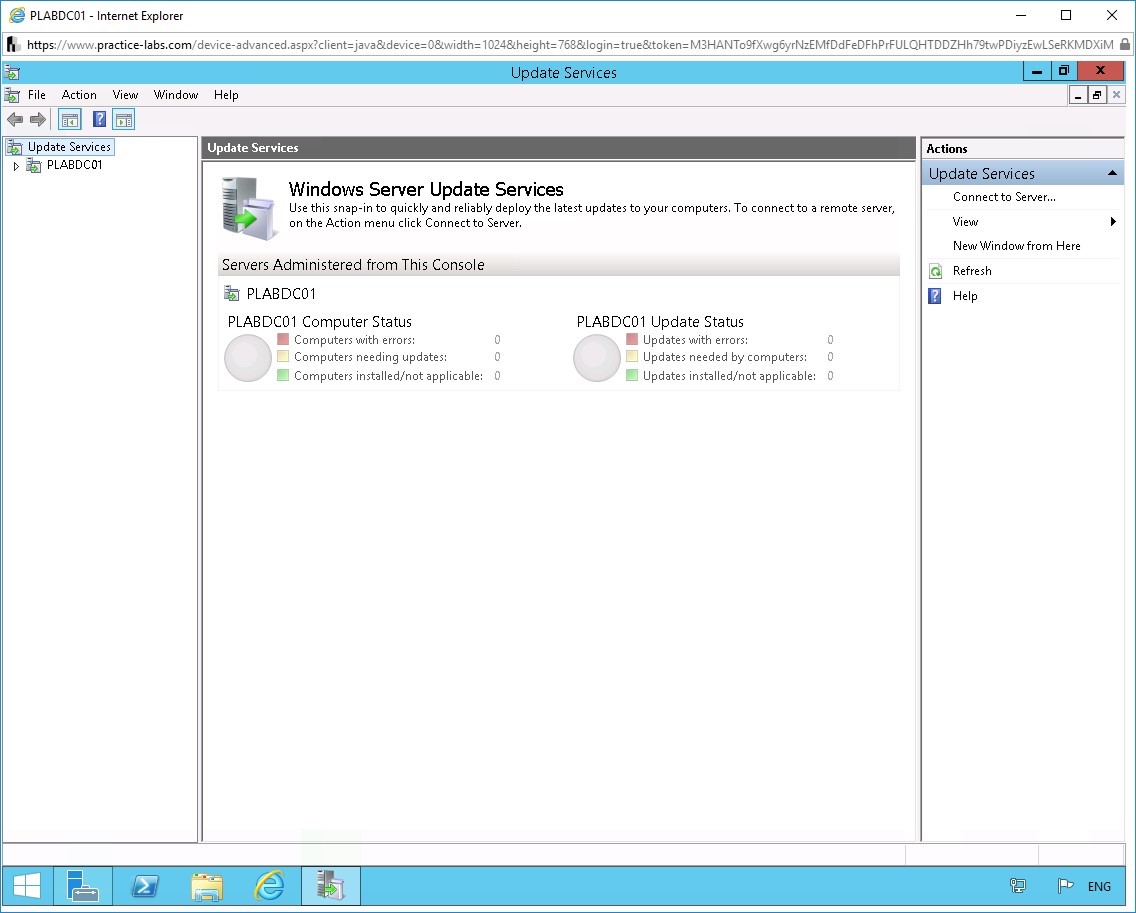 PLABDC01 - Internet Explorer
https://www.practice-labs.com/device-advanced.aspx?client=java&device=0&width=1024&height=768&login=true&token=M3HANTo9fXwg6yrNzEMfDdFeDFhPrFULQHTDDZHh79twPDiyzEwLSeRKMDXiM
Update Services
File Action View Window Help
Update Services
PLABDC01
Update Services
Windows Server Update Services
Use this snap-in to quickly and reliably deploy the latest updates to your computers. To connect to a remote server,
on the Action menu click Connect to Server.
Servers Administered from This Console
PLABDC01
PLABDC01 Computer Status
Computers with errors: 0
Computers needing updates: 0
Computers installed/not applicable: 0
PLABDC01 Update Status
Updates with errors: 0
Updates needed by computers: 0
Updates installed/not applicable: 0
Actions
Update Services
Connect to Server...
View
New Window from Here
Refresh
Help
ENG